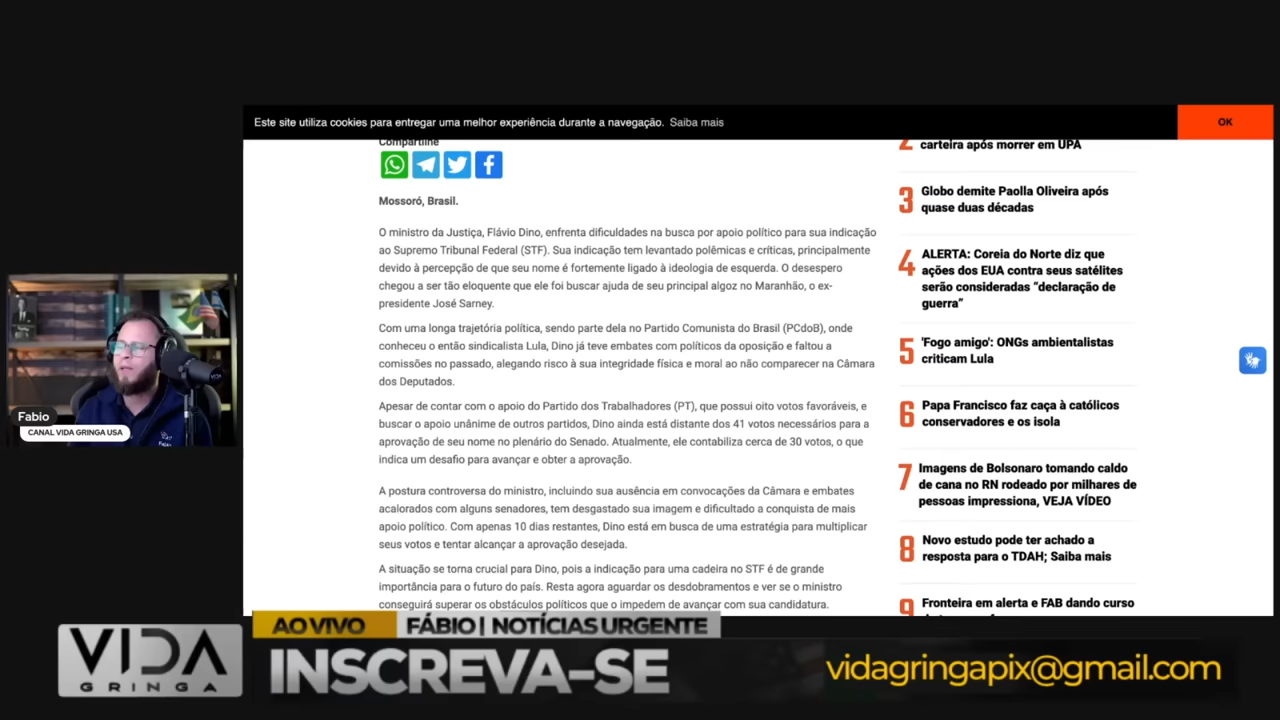 Este site utiliza cookies para entregar uma melhor experiência durante a navegação. Saiba mais
OK
Compartilhe
Mossoró, Brasil.
O ministro da Justiça, Flávio Dino, enfrenta dificuldades na busca por apoio político para sua indicação
ao Supremo Tribunal Federal (STF). Sua indicação tem levantado polêmicas e críticas, principalmente
devido à percepção de que seu nome é fortemente ligado à ideologia de esquerda. O desespero
chegou a ser tão eloquente que ele foi buscar ajuda de seu principal algoz no Maranhão, o ex-
presidente José Sarney.
Com uma longa trajetória política, sendo parte dela no Partido Comunista do Brasil (PCdoB), onde
conheceu o então sindicalista Lula, Dino já teve embates com políticos da oposição e faltou a
comissões no passado, alegando risco à sua integridade física e moral ao não comparecer na Câmara
dos Deputados.
Apesar de contar com o apoio do Partido dos Trabalhadores (PT), que possui oito votos favoráveis, e
buscar o apoio unânime de outros partidos, Dino ainda está distante dos 41 votos necessários para a
aprovação de seu nome no plenário do Senado. Atualmente, ele contabiliza cerca de 30 votos, o que
indica um desafio para avançar e obter a aprovação.
A postura controversa do ministro, incluindo sua ausência em convocações da Câmara e embates
acalorados com alguns senadores, tem desgastado sua imagem e dificultado a conquista de mais
apoio político. Com apenas 10 dias restantes, Dino está em busca de uma estratégia para multiplicar
seus votos e tentar alcançar a aprovação desejada.
A situação se torna crucial para Dino, pois a indicação para uma cadeira no STF é de grande
importância para o futuro do país. Resta agora aguardar os desdobramentos e ver se o ministro
conseguirá superar os obstáculos políticos que o impedem de avançar com sua candidatura.
2
carteira após morrer em UPA
3
Globo demite Paolla Oliveira após
quase duas décadas
4
ALERTA: Coreia do Norte diz que
ações dos EUA contra seus satélites
serão consideradas “declaração de
guerra”
5
'Fogo amigo': ONGs ambientalistas
criticam Lula
6
Papa Francisco faz caça à católicos
conservadores e os isola
7
Imagens de Bolsonaro tomando caldo
de cana no RN rodeado por milhares de
pessoas impressiona, VEJA VÍDEO
8
Novo estudo pode ter achado a
resposta para o TDAH; Saiba mais
9
Fronteira em alerta e FAB dando curso
Fabio
CANAL VIDA GRINGA USA
AO VIVO
FÁBIO | NOTÍCIAS URGENTE
VIDA
GRINGA
INSCREVA-SE
vidagringapix@gmail.com